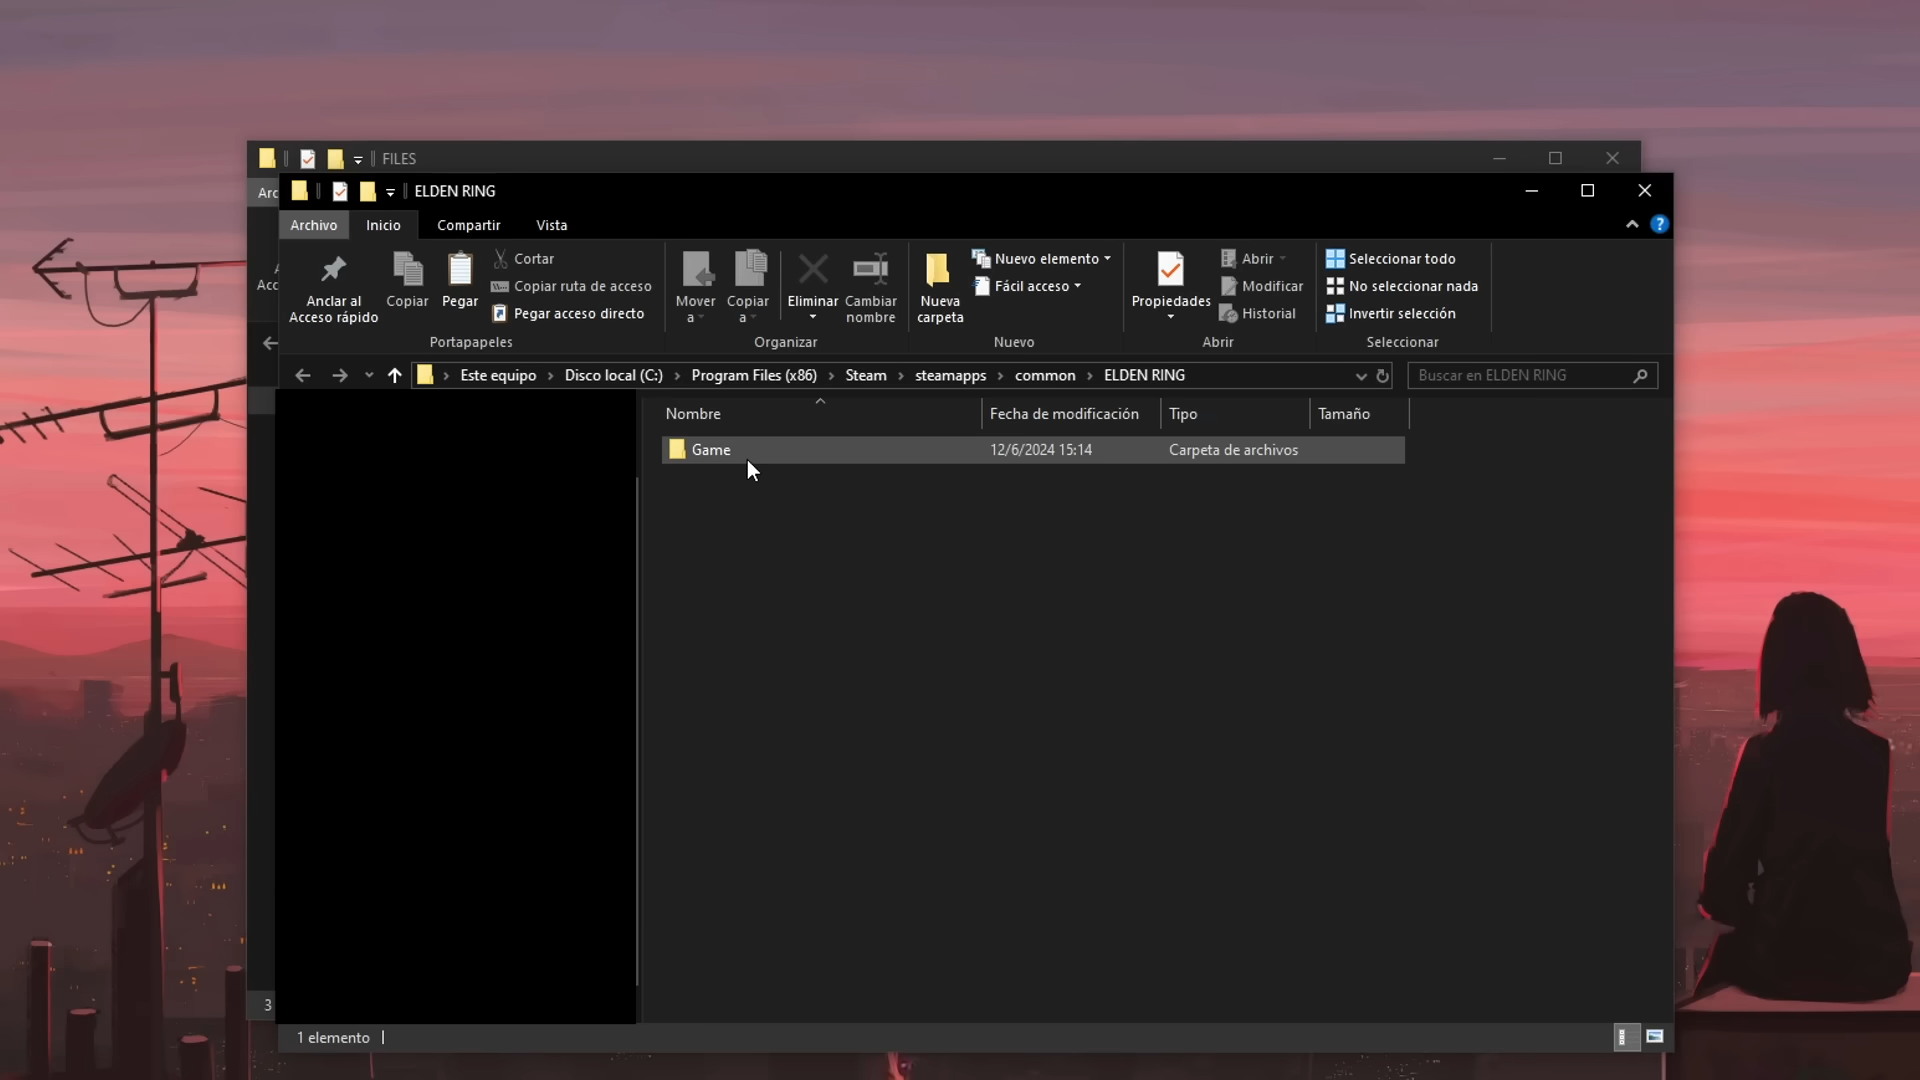 FILES
Arc
ELDEN RING
Archivo Inicio Compartir Vista
Anclar al Acceso rápido
Copiar
Pegar
Cortar
Copiar ruta de acceso
Pegar acceso directo
Portapapeles
Mover a
Copiar a
Eliminar
Cambiar nombre
Organizar
Nueva carpeta
Nuevo elemento
Fácil acceso
Nuevo
Propiedades
Abrir
Modificar
Historial
Abrir
Seleccionar todo
No seleccionar nada
Invertir selección
Seleccionar
Acc
Este equipo > Disco local (C:) > Program Files (x86) > Steam > steamapps > common > ELDEN RING
Buscar en ELDEN RING
Nombre Fecha de modificación Tipo Tamaño
Game 12/6/2024 15:14 Carpeta de archivos
3
1 elemento